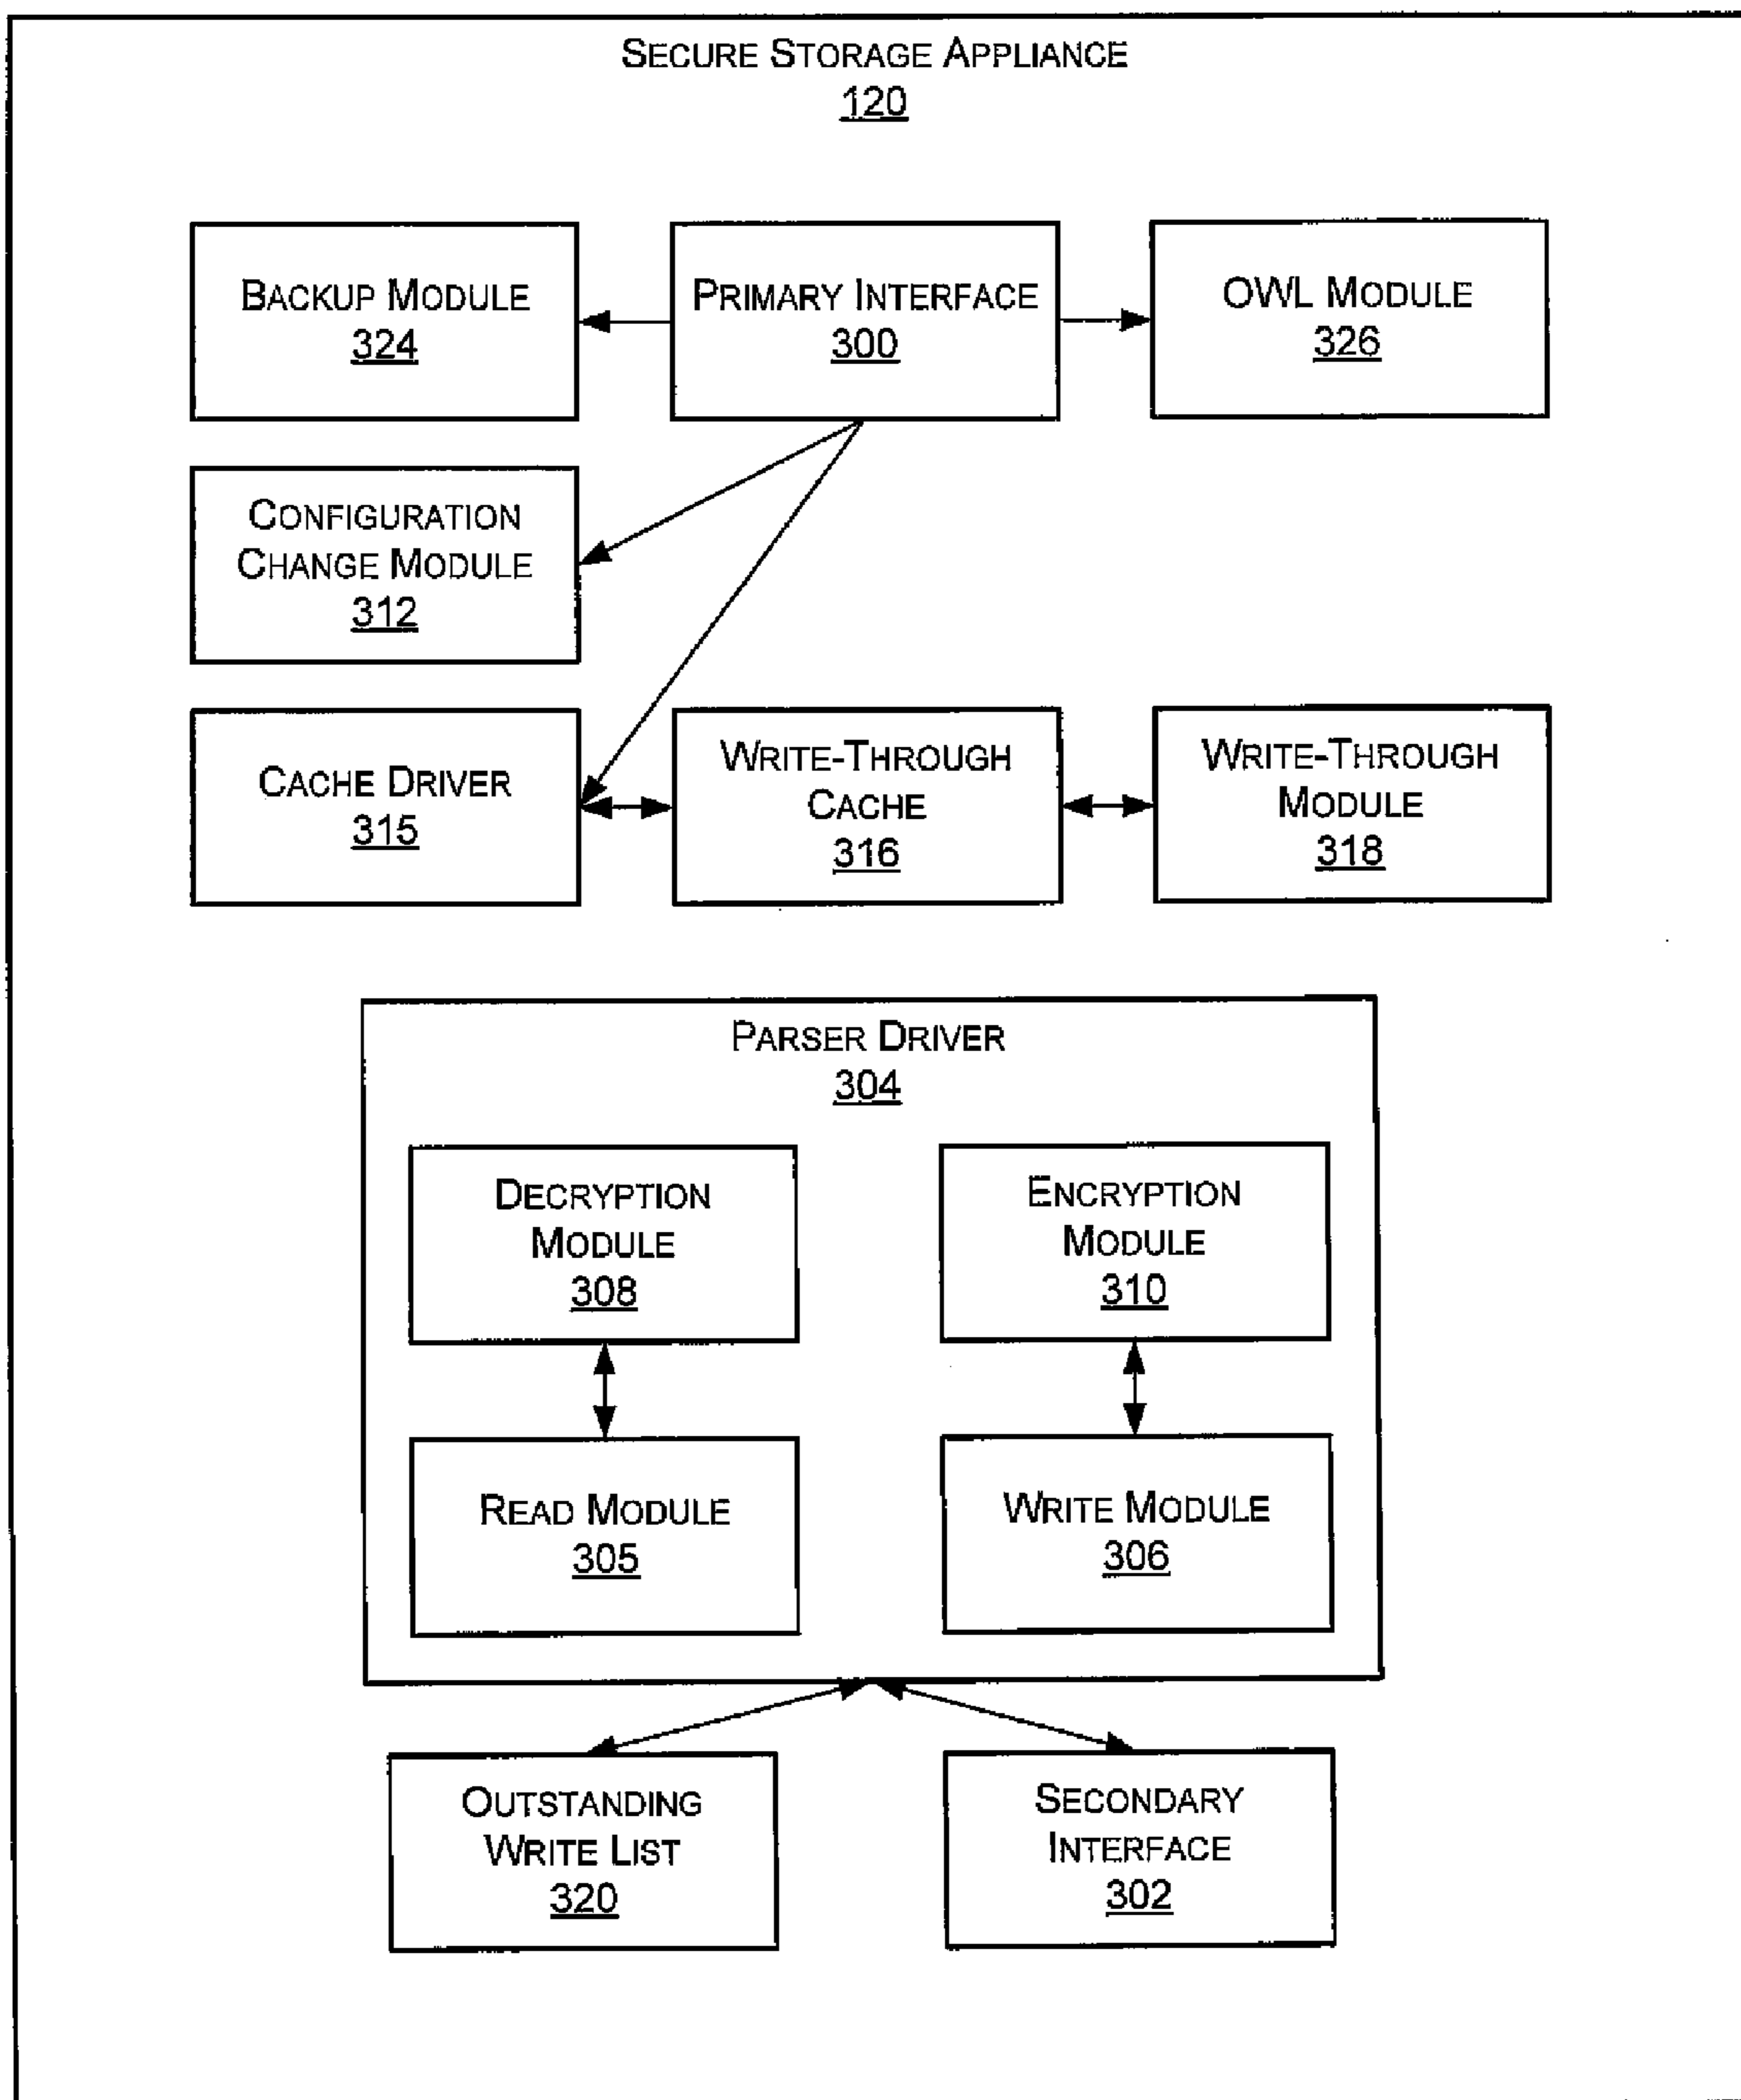 SECURE STORAGE APPLIANCE
120
BACKUP MODULE
324
PRIMARY INTERFACE
300
OWL MODULE
326
CONFIGURATION
CHANGE MODULE
312
CACHE DRIVER
315
WRITE-THROUGH
CACHE
316
WRITE-THROUGH
MODULE
318
PARSER DRIVER
304
DECRYPTION
MODULE
308
ENCRYPTION
MODULE
310
READ MODULE
305
WRITE MODULE
306
OUTSTANDING
WRITE LIST
320
SECONDARY
INTERFACE
302